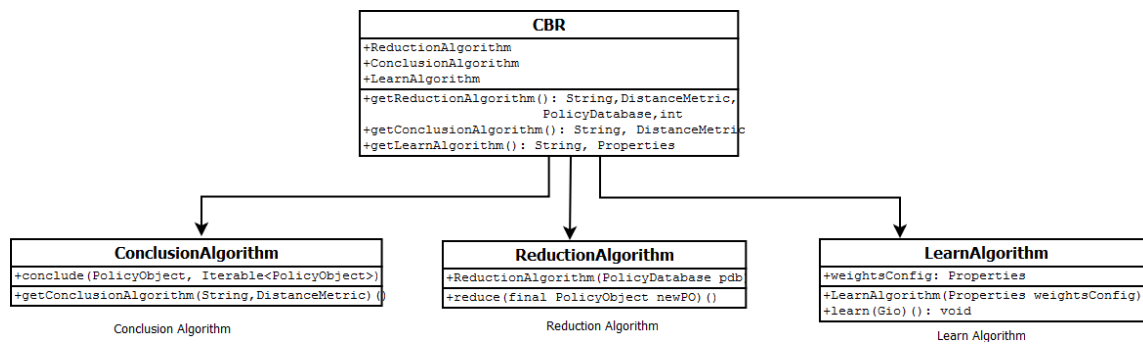 CBR
+ReductionAlgorithm
+ConclusionAlgorithm
+LearnAlgorithm
+getReductionAlgorithm(): String,DistanceMetric,
PolicyDatabase,int
+getConclusionAlgorithm(): String, DistanceMetric
+getLearnAlgorithm(): String, Properties
ConclusionAlgorithm
+conclude(PolicyObject, Iterable<PolicyObject>)
+getConclusionAlgorithm(String,DistanceMetric)()
Conclusion Algorithm
ReductionAlgorithm
+ReductionAlgorithm(PolicyDatabase pdb)
+reduce(final PolicyObject newPO)()
Reduction Algorithm
LearnAlgorithm
+weightsConfig: Properties
+LearnAlgorithm(Properties weightsConfig)
+learn(Gio)(): void
Learn Algorithm